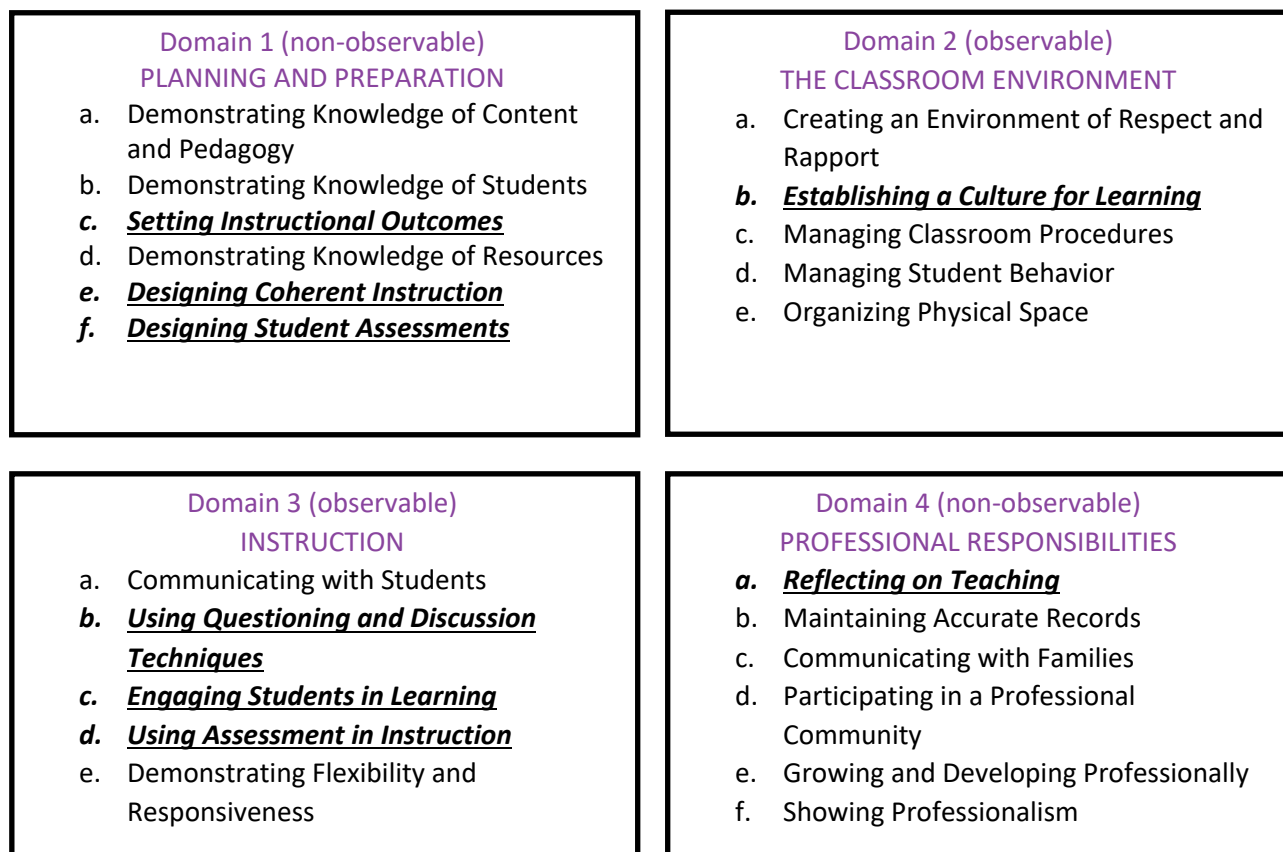 Domain 1 (non-observable)
PLANNING AND PREPARATION
a. Demonstrating Knowledge of Content
and Pedagogy
b. Demonstrating Knowledge of Students
c. Setting Instructional Outcomes
d. Demonstrating Knowledge of Resources
e. Designing Coherent Instruction
f. Designing Student Assessments
Domain 2 (observable)
THE CLASSROOM ENVIRONMENT
a. Creating an Environment of Respect and
Rapport
b. Establishing a Culture for Learning
c. Managing Classroom Procedures
d. Managing Student Behavior
e. Organizing Physical Space
Domain 3 (observable)
INSTRUCTION
a. Communicating with Students
b. Using Questioning and Discussion
Techniques
c. Engaging Students in Learning
d. Using Assessment in Instruction
e. Demonstrating Flexibility and
Responsiveness
Domain 4 (non-observable)
PROFESSIONAL RESPONSIBILITIES
a. Reflecting on Teaching
b. Maintaining Accurate Records
c. Communicating with Families
d. Participating in a Professional
Community
e. Growing and Developing Professionally
f. Showing Professionalism